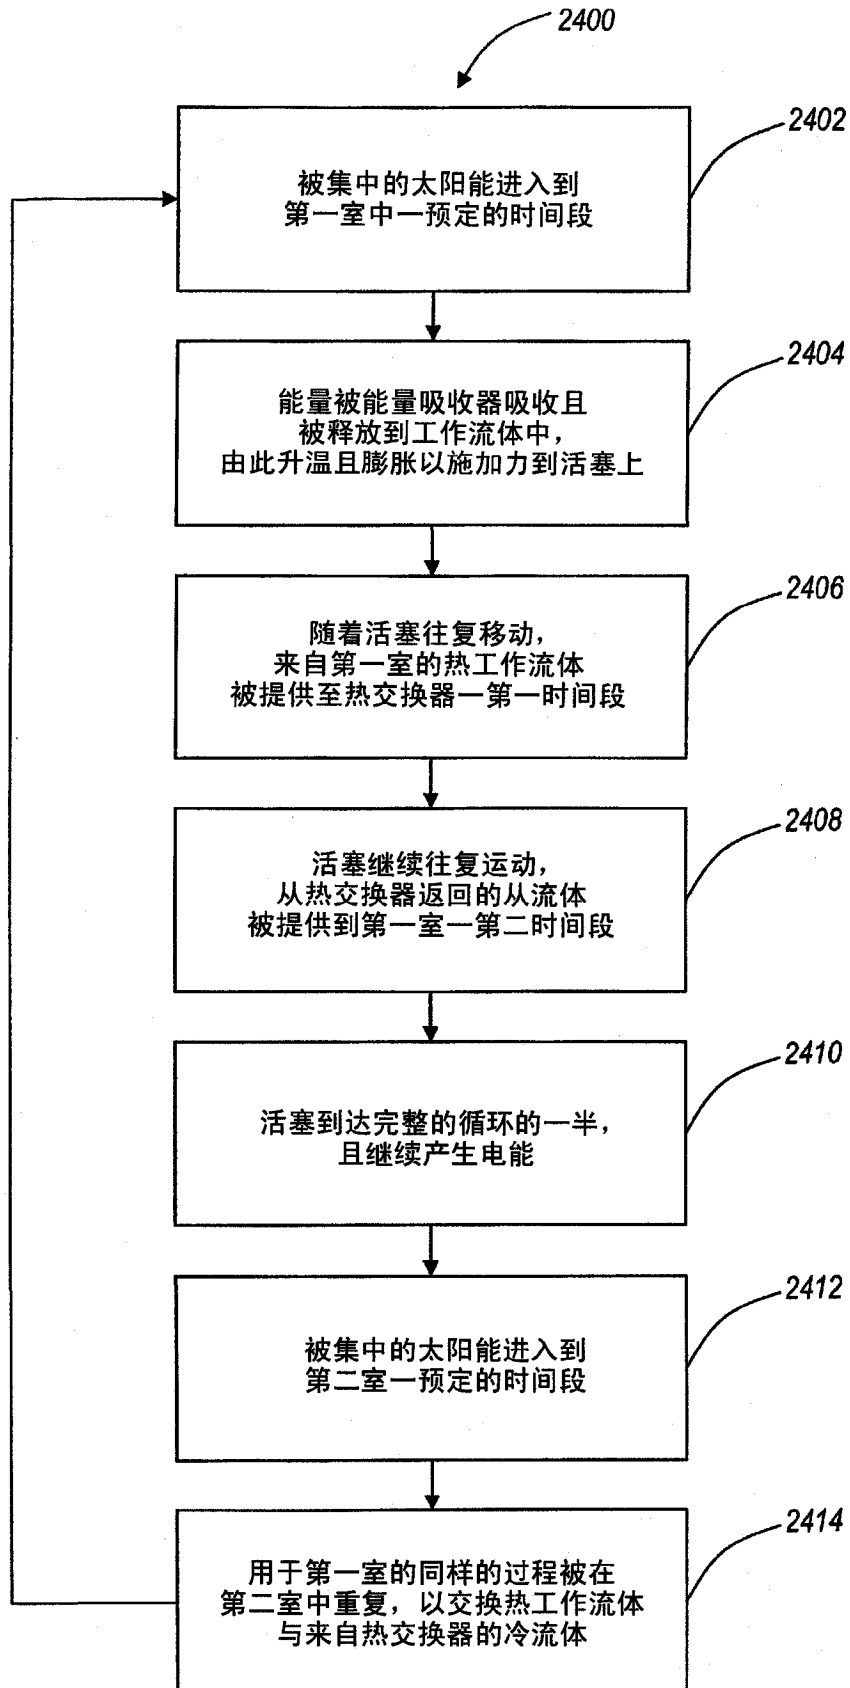 2400
2402
被集中的太阳能进入到
第一室中一预定的时间段
2404
能量被能量吸收器吸收且
被释放到工作流体中，
由此升温且膨胀以施加力到活塞上
2406
随着活塞往复移动，
来自第一室的热工作流体
被提供至热交换器一第一时间段
2408
活塞继续往复运动，
从热交换器返回的从流体
被提供到第一室一第二时间段
2410
活塞到达完整的循环的一半，
且继续产生电能
2412
被集中的太阳能进入到
第二室一预定的时间段
2414
用于第一室的同样的过程被在
第二室中重复，以交换热工作流体
与来自热交换器的冷流体